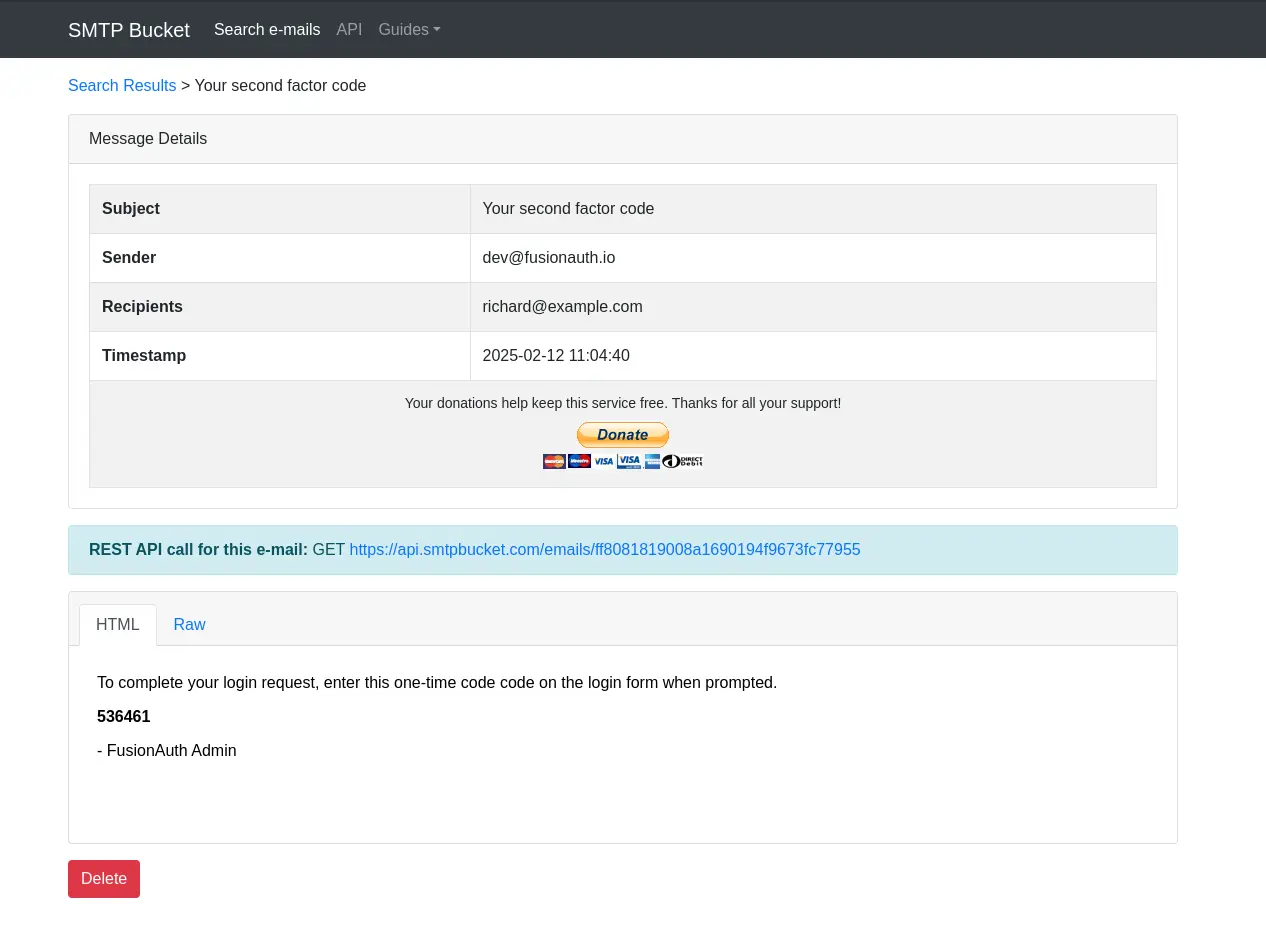 SMTP Bucket Search e-mails API Guides
Search Results > Your second factor code
Message Details
Subject Your second factor code
Sender dev@fusionauth.io
Recipients richard@example.com
Timestamp 2025-02-12 11:04:40
Your donations help keep this service free. Thanks for all your support!
Donate
MasterCard Maestro VISA VISA DIRECT Debit
REST API call for this e-mail: GET https://api.smtpbucket.com/emails/ff8081819008a1690194f9673fc77955
HTML Raw
To complete your login request, enter this one-time code code on the login form when prompted.
536461
- FusionAuth Admin
Delete